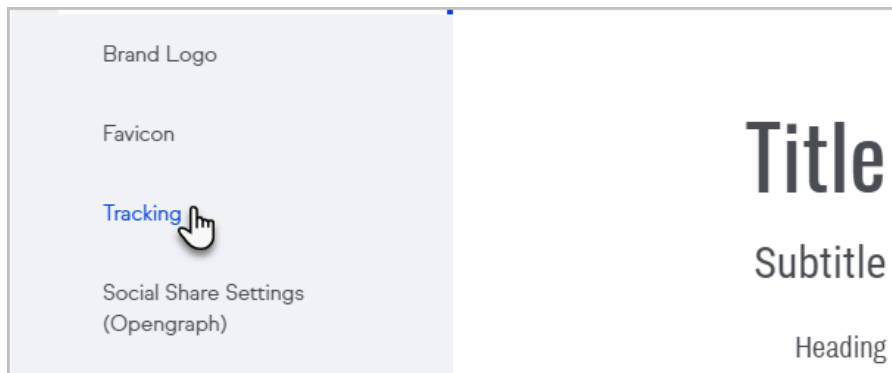 Brand Logo
Favicon
Tracking
Social Share Settings
(Opengraph)
Title
Subtitle
Heading